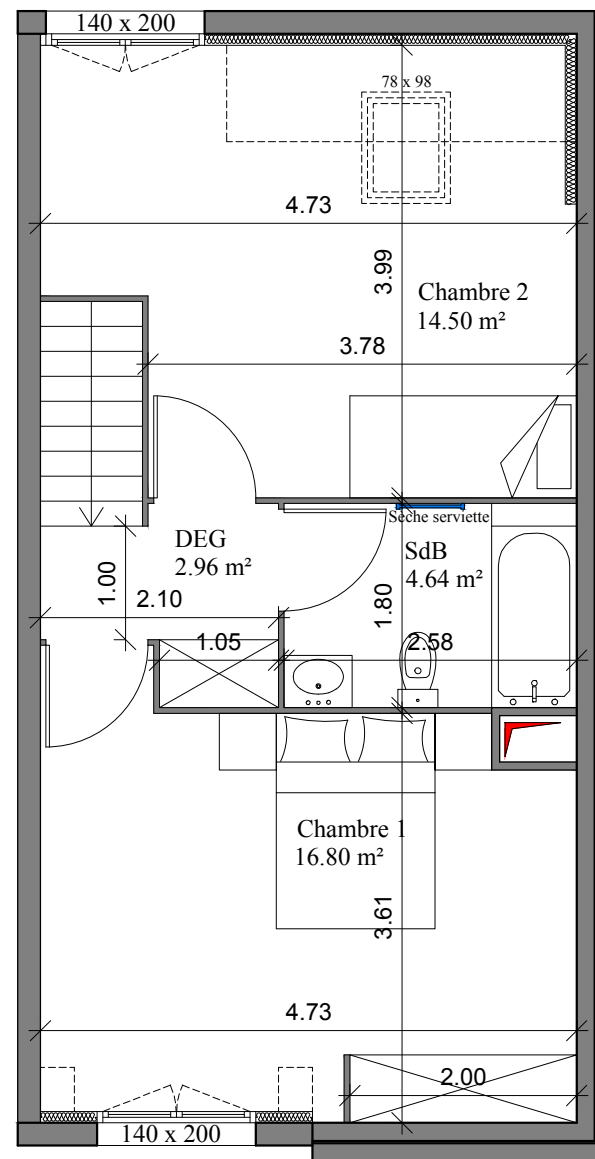 140 x 200
78 x 98
4.73
3.99
Chambre 2
14.50 m²
3.78
Sèche serviette
DEG
2.96 m²
SdB
4.64 m²
1.00
2.10
1.80
1.05
2.58
Chambre 1
16.80 m²
3.61
4.73
2.00
140 x 200